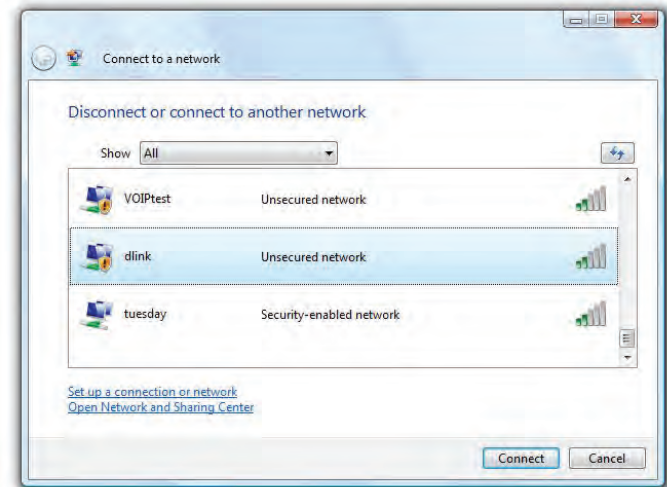 Connect to a network
Disconnect or connect to another network
Show All
VOIPtest Unsecured network
dlink Unsecured network
tuesday Security-enabled network
Set up a connection or network
Open Network and Sharing Center
Connect Cancel